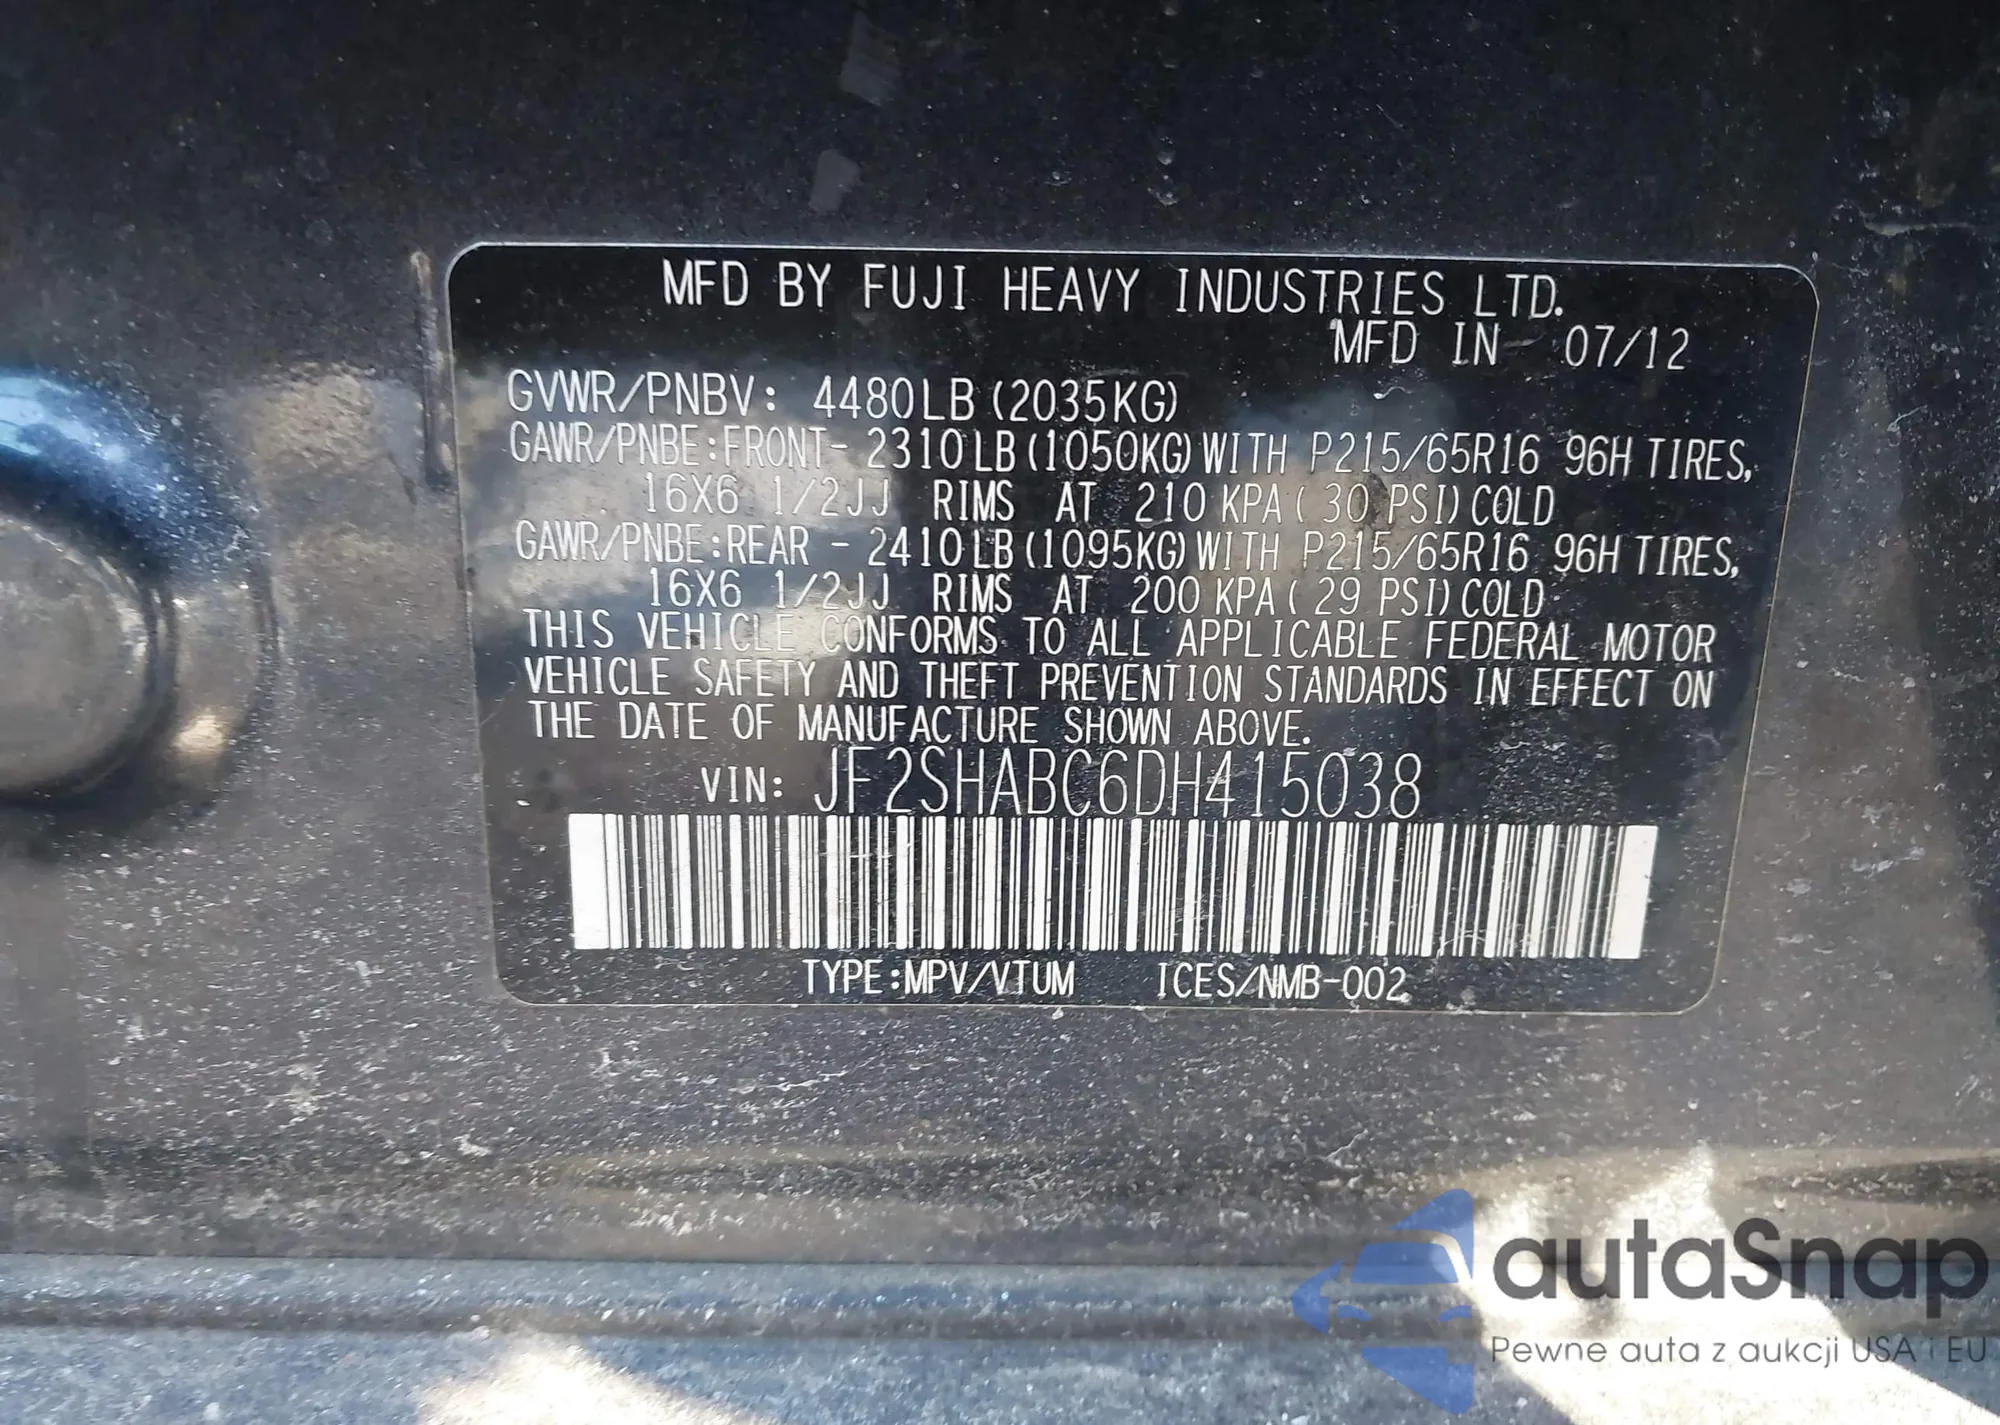 MFD BY FUJI HEAVY INDUSTRIES LTD.
MFD IN 07/12
GVWR/PNBV: 4480LB (2035KG)
GAWR/PNBE:FRONT- 2310LB (1050KG) WITH P215/65R16 96H TIRES,
16X6 1/2JJ RIMS AT 210 KPA ( 30 PSI) COLD
GAWR/PNBE:REAR - 2410LB (1095KG) WITH P215/65R16 96H TIRES,
16X6 1/2JJ RIMS AT 200 KPA ( 29 PSI) COLD
THIS VEHICLE CONFORMS TO ALL APPLICABLE FEDERAL MOTOR
VEHICLE SAFETY AND THEFT PREVENTION STANDARDS IN EFFECT ON
THE DATE OF MANUFACTURE SHOWN ABOVE.
VIN: JF2SHABC6DH415038
TYPE:MPV/VTUM ICES/NMB-002
autaSnap
Pewne auta z aukcji USA i EU